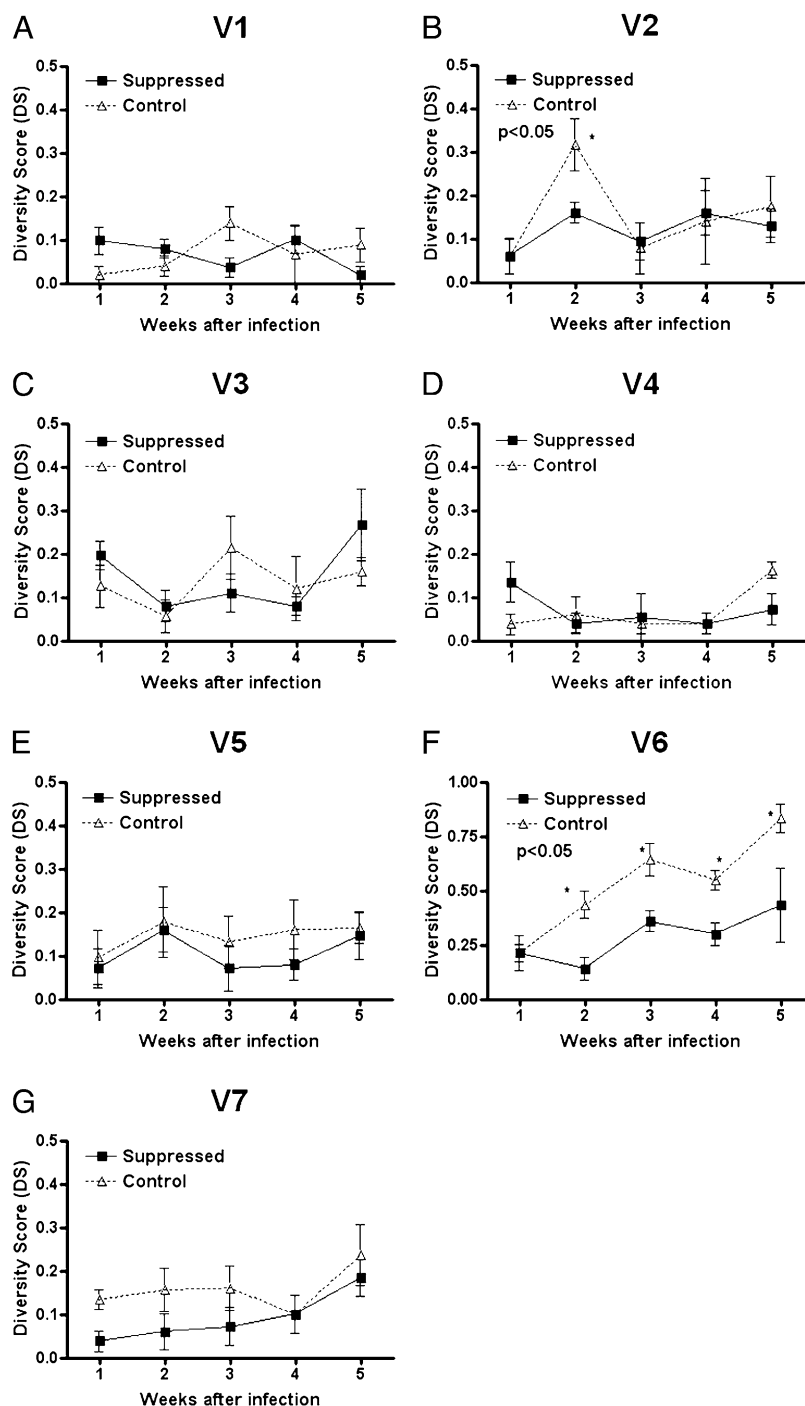 A
V1
0.5
0.4
0.3
0.2
0.1
0.0
Diversity Score (DS)
Suppressed
Control
1 2 3 4 5
Weeks after infection
B
V2
0.5
0.4
0.3
0.2
0.1
0.0
Diversity Score (DS)
Suppressed
Control
p<0.05
*
1 2 3 4 5
Weeks after infection
C
V3
0.5
0.4
0.3
0.2
0.1
0.0
Diversity Score (DS)
Suppressed
Control
1 2 3 4 5
Weeks after infection
D
V4
0.5
0.4
0.3
0.2
0.1
0.0
Diversity Score (DS)
Suppressed
Control
1 2 3 4 5
Weeks after infection
E
V5
0.5
0.4
0.3
0.2
0.1
0.0
Diversity Score (DS)
Suppressed
Control
1 2 3 4 5
Weeks after infection
F
V6
1.00
0.75
0.50
0.25
0.00
Diversity Score (DS)
Suppressed
Control
p<0.05
* * * *
1 2 3 4 5
Weeks after infection
G
V7
0.5
0.4
0.3
0.2
0.1
0.0
Diversity Score (DS)
Suppressed
Control
1 2 3 4 5
Weeks after infection